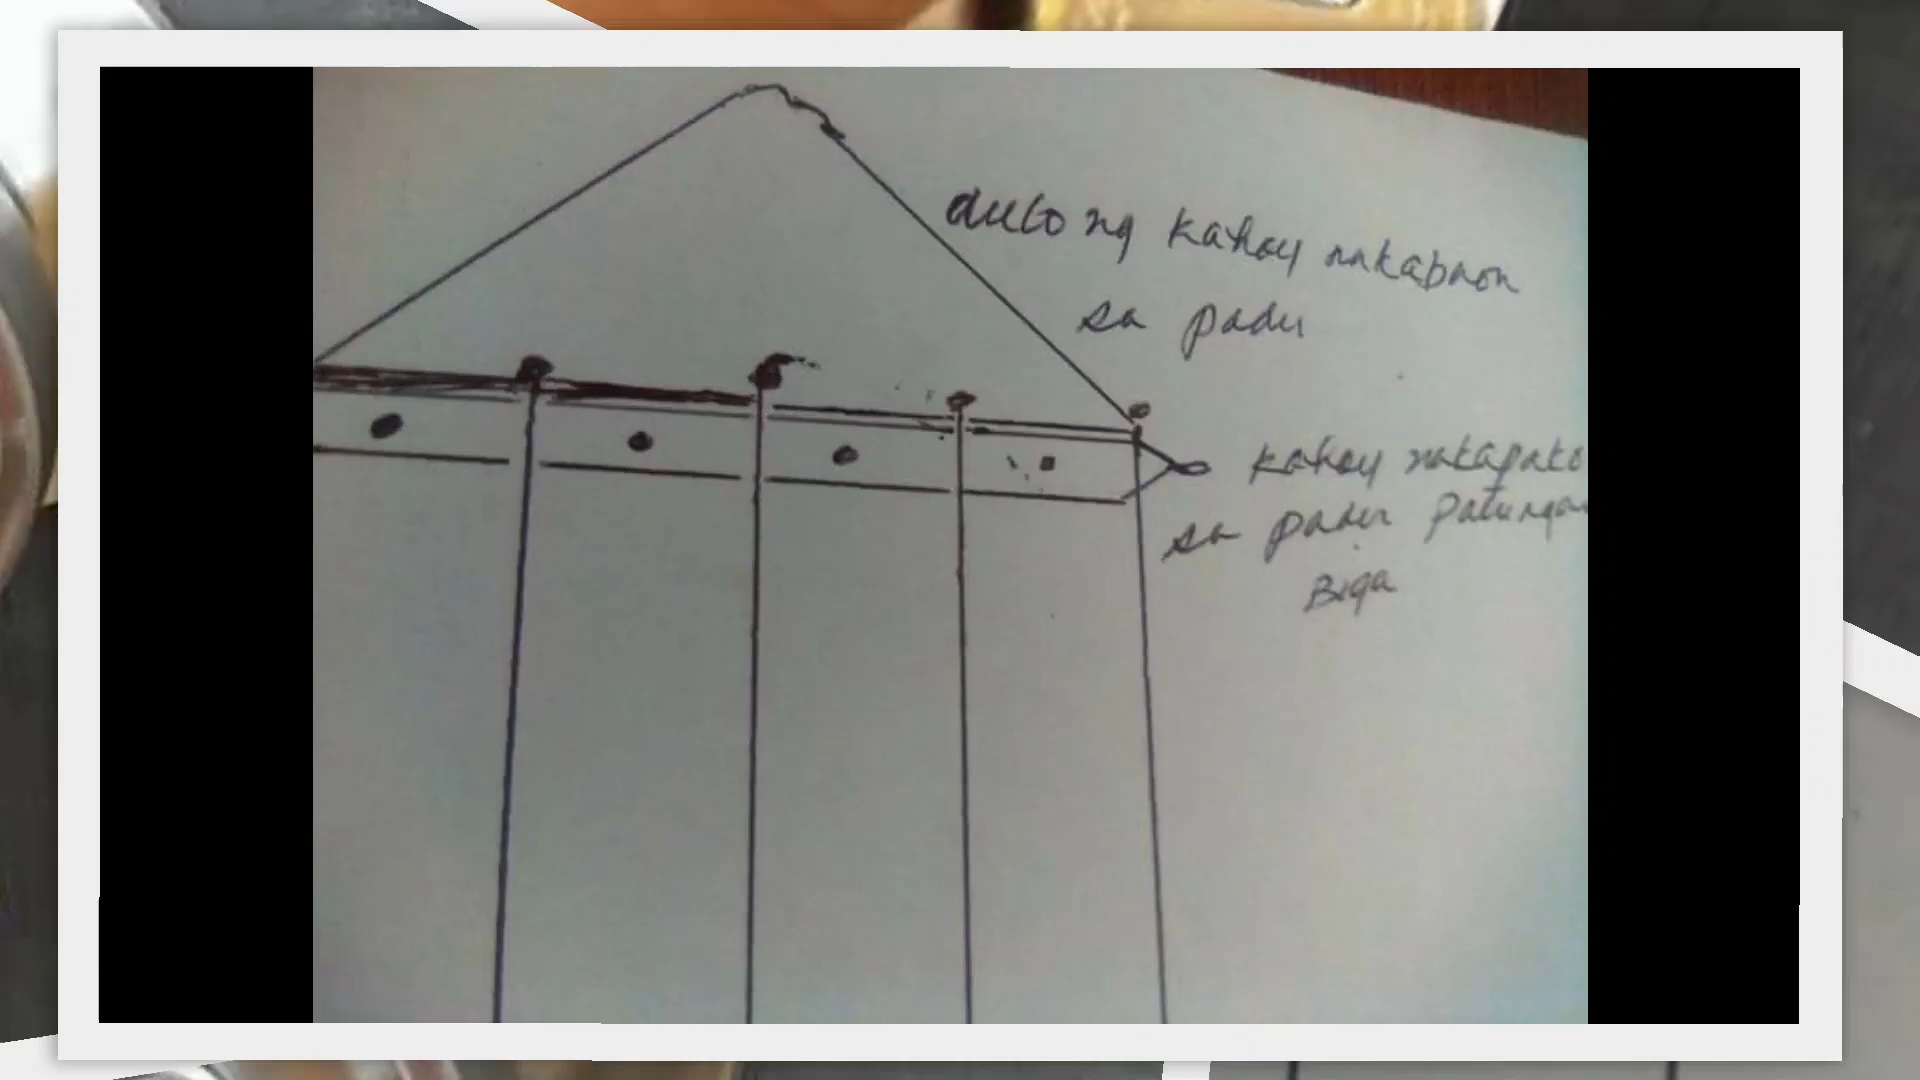 dulo ng kahoy nakabaon
sa pader
kahoy nakapako
sa pader Patungan
Biga